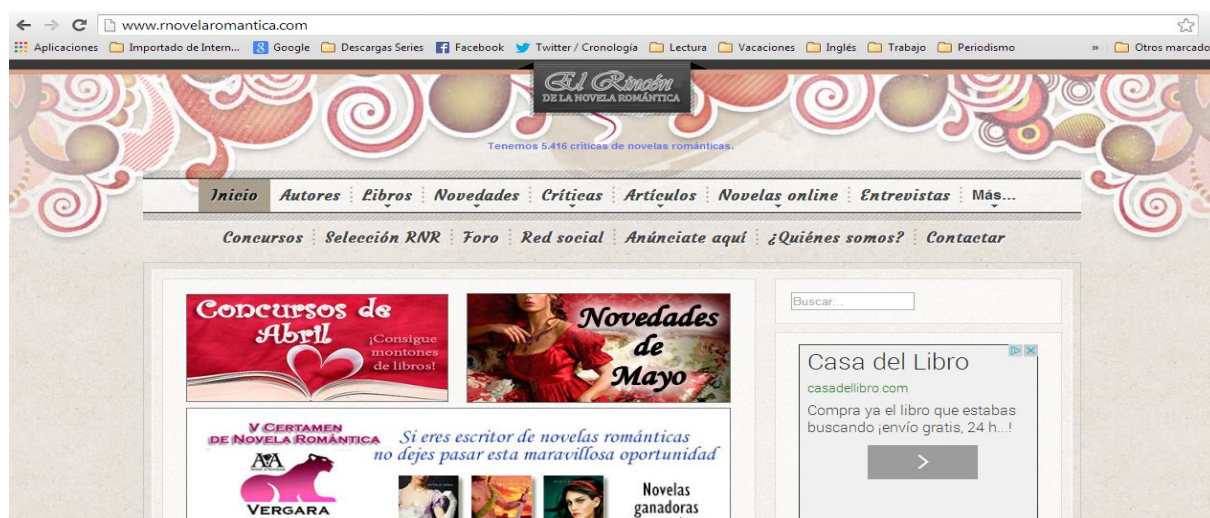 www.rnovelaromantica.com
Aplicaciones Importado de Intern... Google Descargas Series Facebook Twitter / Cronología Lectura Vacaciones Inglés Trabajo Periodismo » Otros marcado
El Rincón
DE LA NOVELA ROMÁNTICA
Tenemos 5.416 críticas de novelas románticas.
Inicio Autores Libros Novedades Críticas Artículos Novelas online Entrevistas Más...
Concursos Selección RNR Foro Red social Anúnciate aquí ¿Quiénes somos? Contactar
Concursos de
Abril
¡Consigue
montones
de libros!
Novedades
de
Mayo
Buscar...
Casa del Libro
casadellibro.com
Compra ya el libro que estabas
buscando ¡envío gratis, 24 h...!
V CERTAMEN
DE NOVELA ROMÁNTICA
VERGARA
Si eres escritor de novelas románticas
no dejes pasar esta maravillosa oportunidad
Novelas
ganadoras